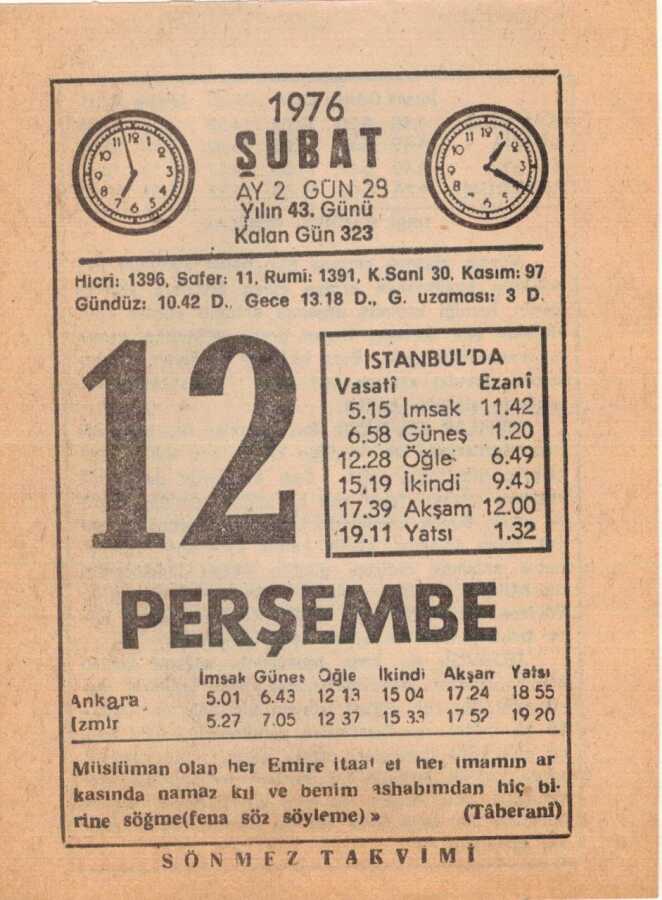 1976
ŞUBAT
AY 2 GÜN 29
Yılın 43. Günü
Kalan Gün 323
Hicri: 1396, Safer: 11, Rumi: 1391, K.Sani 30, Kasım: 97
Gündüz: 10.42 D., Gece 13.18 D., G. uzaması: 3 D.
12
İSTANBUL'DA
Vasatî Ezanî
5.15 İmsak 11.42
6.58 Güneş 1.20
12.28 Öğle 6.49
15.19 İkindi 9.40
17.39 Akşam 12.00
19.11 Yatsı 1.32
PERŞEMBE
İmsak Güneş Öğle İkindi Akşam Yatsı
Ankara 5.01 6.43 12 13 15 04 17 24 18 55
İzmir 5.27 7.05 12 37 15 33 17 52 19 20
Müslüman olan her Emire itaat et her imamın ar
kasında namaz kıl ve benim ashabımdan hiç bi-
rine söğme(fena söz söyleme) » (Tâberanî)
SÖNMEZ TAKVİMİ